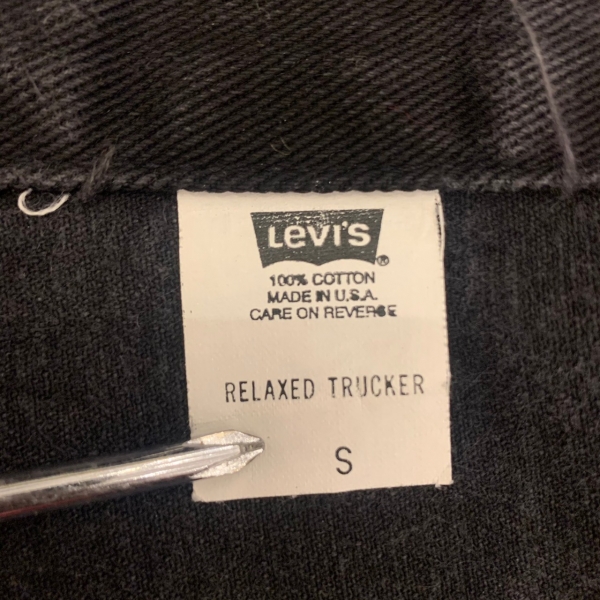 LEVI'S ®
100% COTTON
MADE IN U.S.A.
CARE ON REVERSE
RELAXED TRUCKER
S